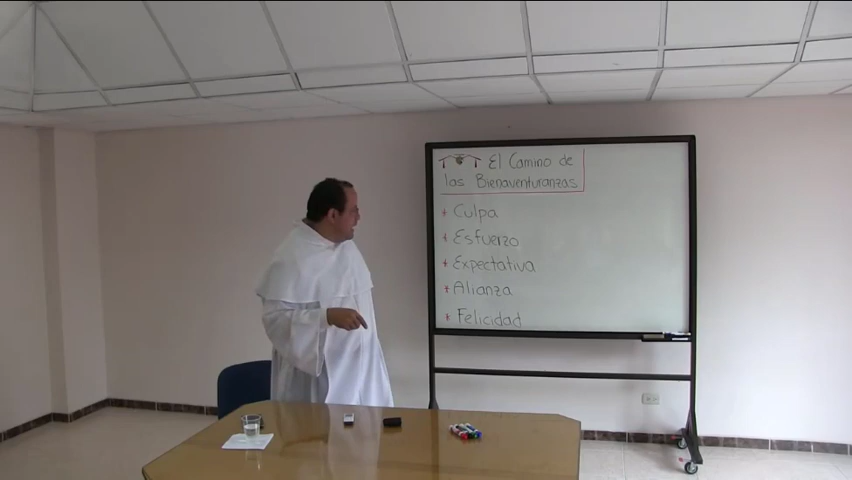 El Camino de
las Bienaventuranzas
* Culpa
* Esfuerzo
* Expectativa
* Alianza
* Felicidad